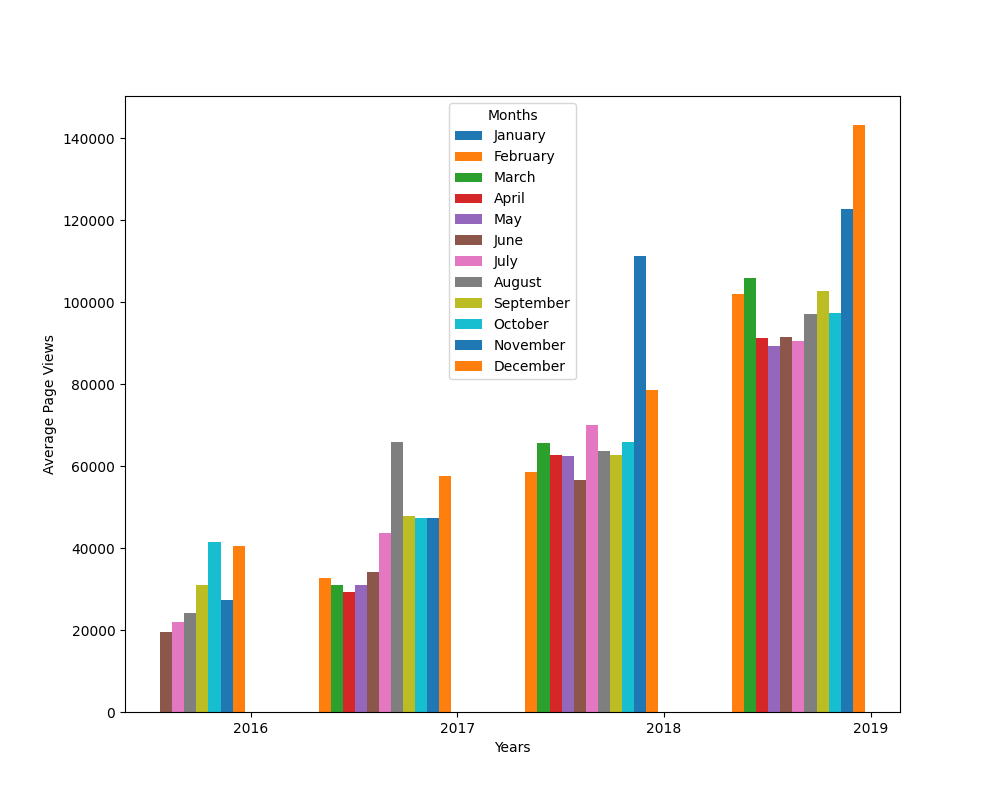 Months
January
February
March
April
May
June
July
August
September
October
November
December
140000
120000
100000
80000
60000
40000
20000
0
Average Page Views
2016 2017 2018 2019
Years